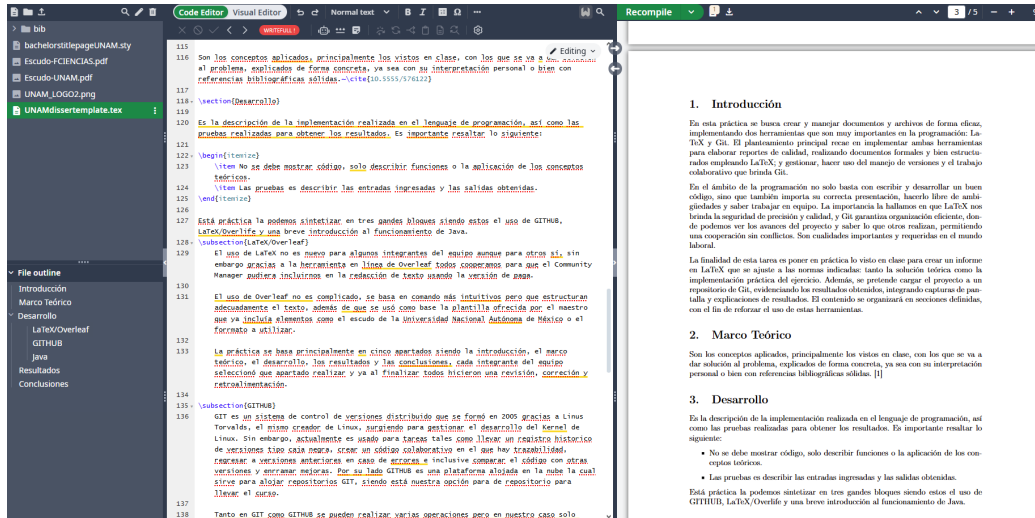 Code Editor Visual Editor Normal text B I Ω Recompile 3 / 5
bib
bachelorstitlepageUNAM.sty
Escudo-FCIENCIAS.pdf
Escudo-UNAM.pdf
UNAM_LOGO2.png
UNAMdissertemplate.tex
File outline
Introducción
Marco Teórico
Desarrollo
LaTeX/Overleaf
GITHUB
Java
Resultados
Conclusiones
WRITEFULL
Editing
115
116 Son los conceptos aplicados, principalmente los vistos en clase, con los que se va a
al problema, explicados de forma concreta, ya sea con su interpretación personal o bien con
referencias bibliográficas sólidas.~\cite{10.5555/576122}
117
118 \section{Desarrollo}
119
120 Es la descripción de la implementación realizada en el lenguaje de programación, así como las
pruebas realizadas para obtener los resultados. Es importante resaltar lo siguiente:
121
122 \begin{itemize}
123 \item No se debe mostrar código, solo describir funciones o la aplicación de los conceptos
teóricos.
124 \item Las pruebas es describir las entradas ingresadas y las salidas obtenidas.
125 \end{itemize}
126
127 Está práctica la podemos sintetizar en tres gandes bloques siendo estos el uso de GITHUB,
LaTeX/Overlife y una breve introducción al funcionamiento de Java.
128 \subsection{LaTeX/Overleaf}
129 El uso de LaTeX no es nuevo para algunos integrantes del equipo aunque para otros sí, sin
embargo gracias a la herramienta en línea de Overleaf todos cooperamos para que el Community
Manager pudiera incluirnos en la redacción de texto usando la versión de paga.
130
131 El uso de Overleaf no es complicado, se basa en comando más intuitivos pero que estructuran
adecuadamente el texto, además de que se usó como base la plantilla ofrecida por el maestro
que ya incluía elementos como el escudo de la Universidad Nacional Autónoma de México o el
forrmato a utilizar.
132
133 La práctica se basa principalmente en cinco apartados siendo la introducción, el marco
teórico, el desarrollo, los resultados y las conclusiones, cada integrante del equipo
seleccionó que apartado realizar y ya al finalizar todos hicieron una revisión, correción y
retroalimentación.
134
135 \subsection{GITHUB}
136 GIT es un sistema de control de versiones distribuido que se formó en 2005 gracias a Linus
Torvalds, el mismo creador de Linux, surgiendo para gestionar el desarrollo del Kernel de
Linux. Sin embargo, actualmente es usado para tareas tales como llevar un registro historico
de versiones tipo caja negra, crear un código colaborativo en el que hay trazabilidad,
regresar a versiones anteriores en caso de errores e inclusive comparar el código con otras
versiones y enrramar mejoras. Por su lado GITHUB es una plataforma alojada en la nube la cual
sirve para alojar repositorios GIT, siendo está nuestra opción para de repositorio para
llevar el curso.
137
138 Tanto en GIT como GITHUB se pueden realizar varias operaciones pero en nuestro caso solo
1. Introducción
En esta práctica se busca crear y manejar documentos y archivos de forma eficaz,
implementando dos herramientas que son muy importantes en la programación: La-
TeX y Git. El planteamiento principal recae en implementar ambas herramientas
para elaborar reportes de calidad, realizando documentos formales y bien estructu-
rados empleando LaTeX; y gestionar, hacer uso del manejo de versiones y el trabajo
colaborativo que brinda Git.
En el ámbito de la programación no solo basta con escribir y desarrollar un buen
código, sino que también importa su correcta presentación, hacerlo libre de ambi-
güedades y saber trabajar en equipo. La importancia la hallamos en que LaTeX nos
brinda la seguridad de precisión y calidad, y Git garantiza organización eficiente, don-
de podemos ver los avances del proyecto y saber lo que otros realizan, permitiendo
una cooperación sin conflictos. Son cualidades importantes y requeridas en el mundo
laboral.
La finalidad de esta tarea es poner en práctica lo visto en clase para crear un informe
en LaTeX que se ajuste a las normas indicadas: tanto la solución teórica como la
implementación práctica del ejercicio. Además, se pretende cargar el proyecto a un
repositorio de Git, evidenciando los resultados obtenidos, integrando capturas de pan-
talla y explicaciones de resultados. El contenido se organizará en secciones definidas,
con el fin de reforzar el uso de estas herramientas.
2. Marco Teórico
Son los conceptos aplicados, principalmente los vistos en clase, con los que se va a
dar solución al problema, explicados de forma concreta, ya sea con su interpretación
personal o bien con referencias bibliográficas sólidas. [1]
3. Desarrollo
Es la descripción de la implementación realizada en el lenguaje de programación, así
como las pruebas realizadas para obtener los resultados. Es importante resaltar lo
siguiente:
• No se debe mostrar código, solo describir funciones o la aplicación de los con-
ceptos teóricos.
• Las pruebas es describir las entradas ingresadas y las salidas obtenidas.
Está práctica la podemos sintetizar en tres gandes bloques siendo estos el uso de
GITHUB, LaTeX/Overlife y una breve introducción al funcionamiento de Java.